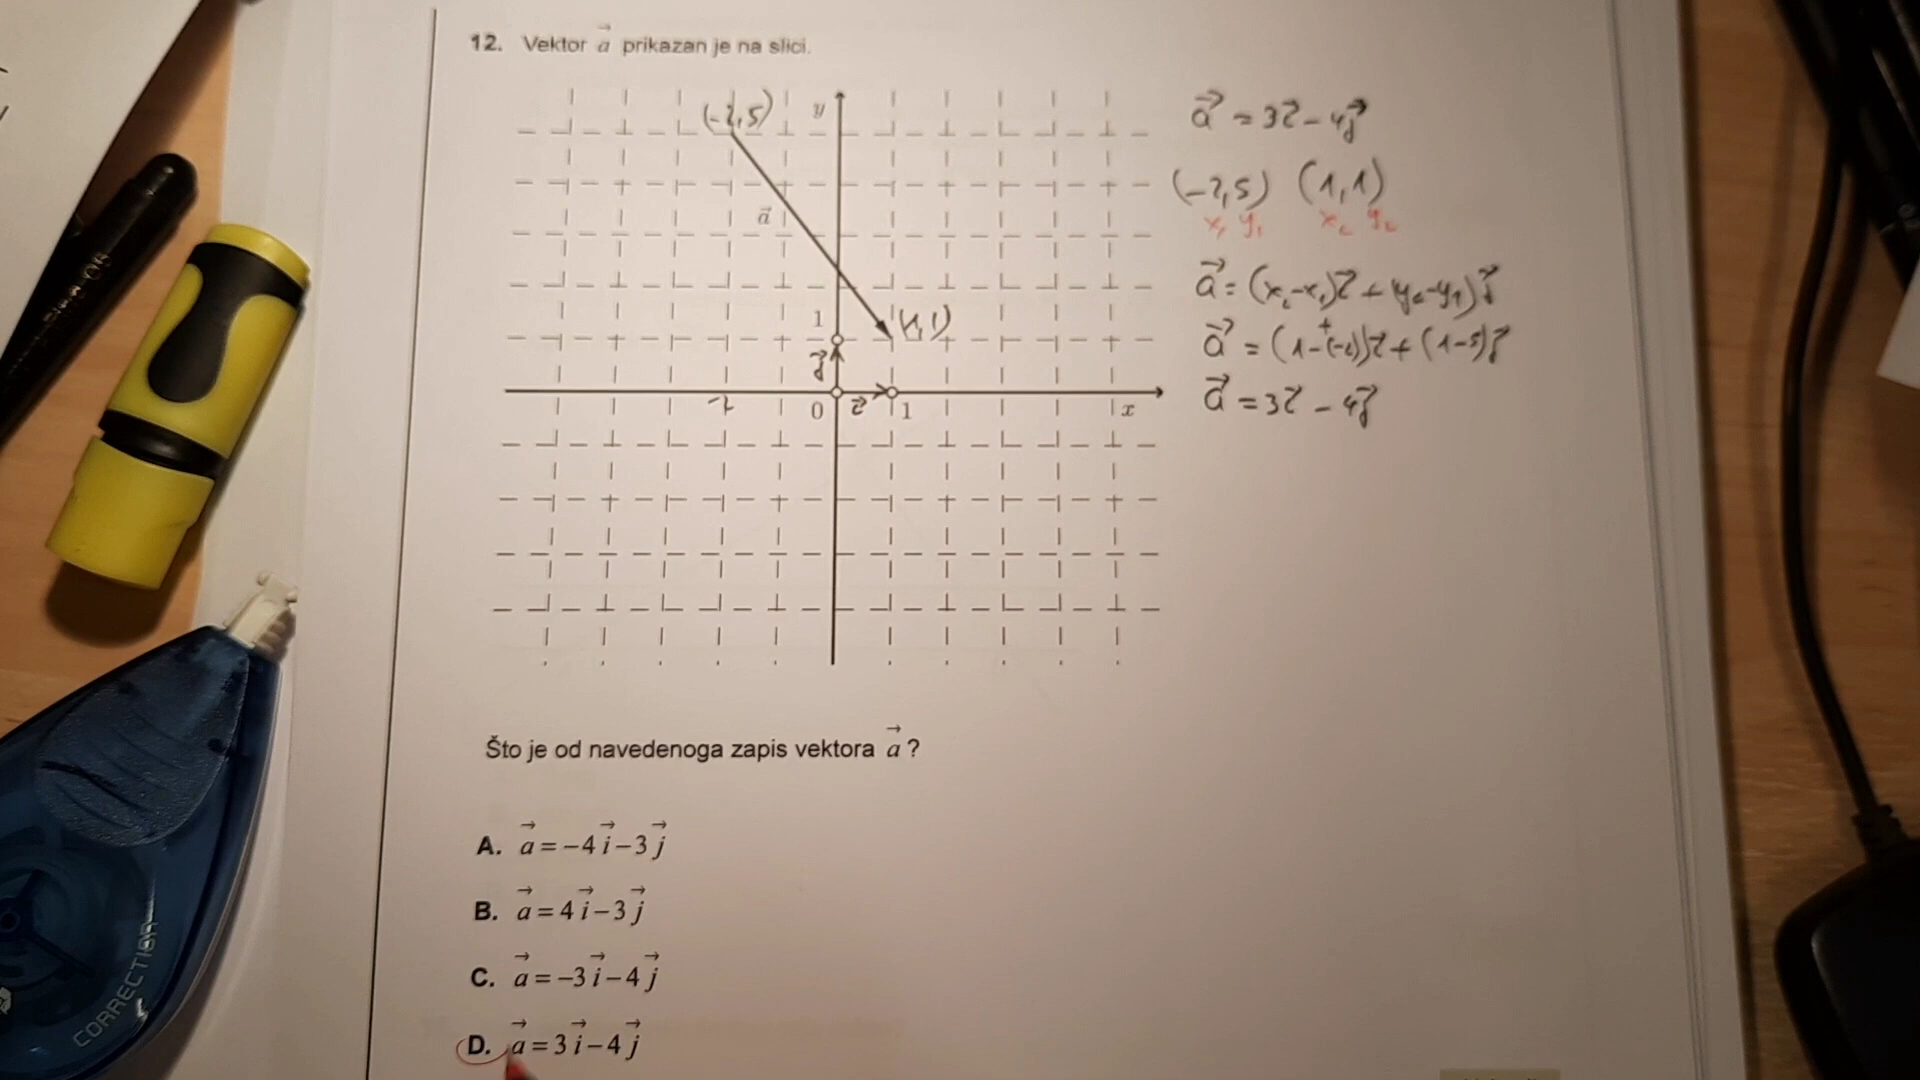 12. Vektor a⃗ prikazan je na slici.
(-2,5)
y
a⃗
1
(1,1)
j⃗
-2
0
i⃗
1
x
a⃗ = 3i⃗ - 4j⃗
(-2,5) (1,1)
x₁ y₁ x₂ y₂
a⃗ = (x₂-x₁)i⃗ + (y₂-y₁)j⃗
a⃗ = (1-(-2))i⃗ + (1-5)j⃗
+
a⃗ = 3i⃗ - 4j⃗
Što je od navedenoga zapis vektora a⃗ ?
A. a⃗ = −4i⃗ − 3j⃗
B. a⃗ = 4i⃗ − 3j⃗
C. a⃗ = −3i⃗ − 4j⃗
D. a⃗ = 3i⃗ − 4j⃗
CORRECTION